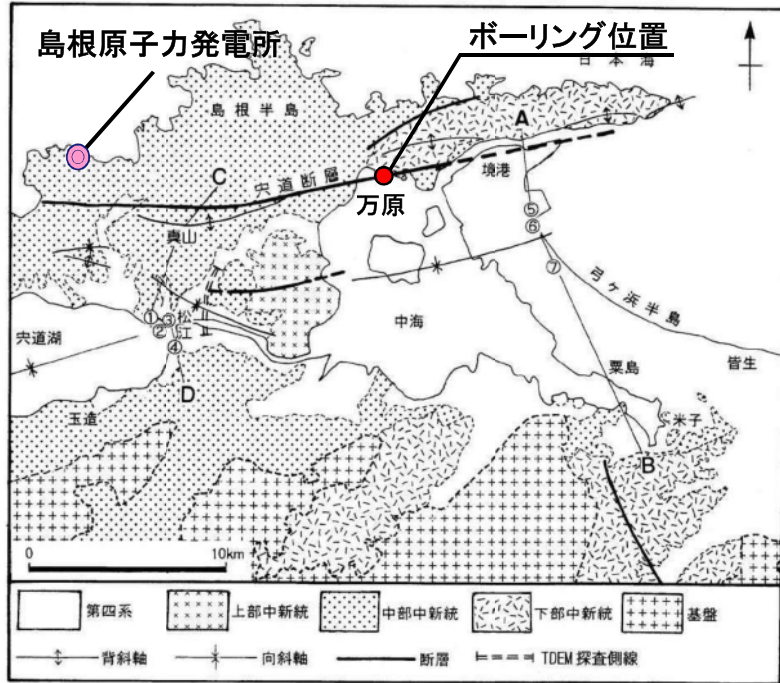 島根原子力発電所
ボーリング位置
日本海
島根半島
A
C
宍道断層
境港
万原
真山
⑤
⑥
⑦
弓ヶ浜半島
宍道湖
①
②
③
松江
④
中海
粟島
皆生
D
玉造
米子
B
0 10km
第四系 上部中新統 中部中新統 下部中新統 基盤
背斜軸 向斜軸 断層 TDEM探査側線